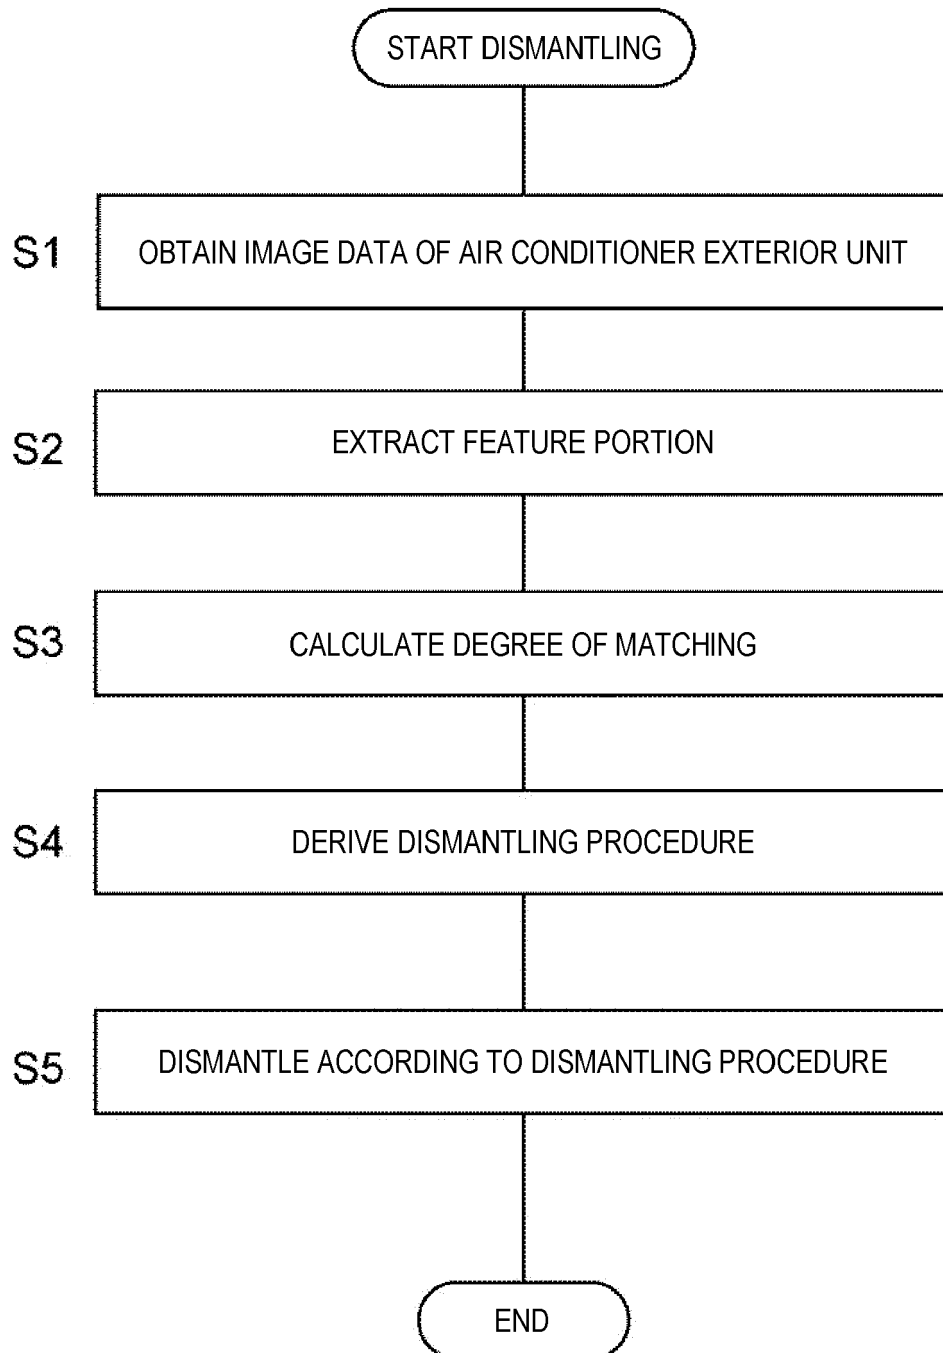 START DISMANTLING
S1
OBTAIN IMAGE DATA OF AIR CONDITIONER EXTERIOR UNIT
S2
EXTRACT FEATURE PORTION
S3
CALCULATE DEGREE OF MATCHING
S4
DERIVE DISMANTLING PROCEDURE
S5
DISMANTLE ACCORDING TO DISMANTLING PROCEDURE
END